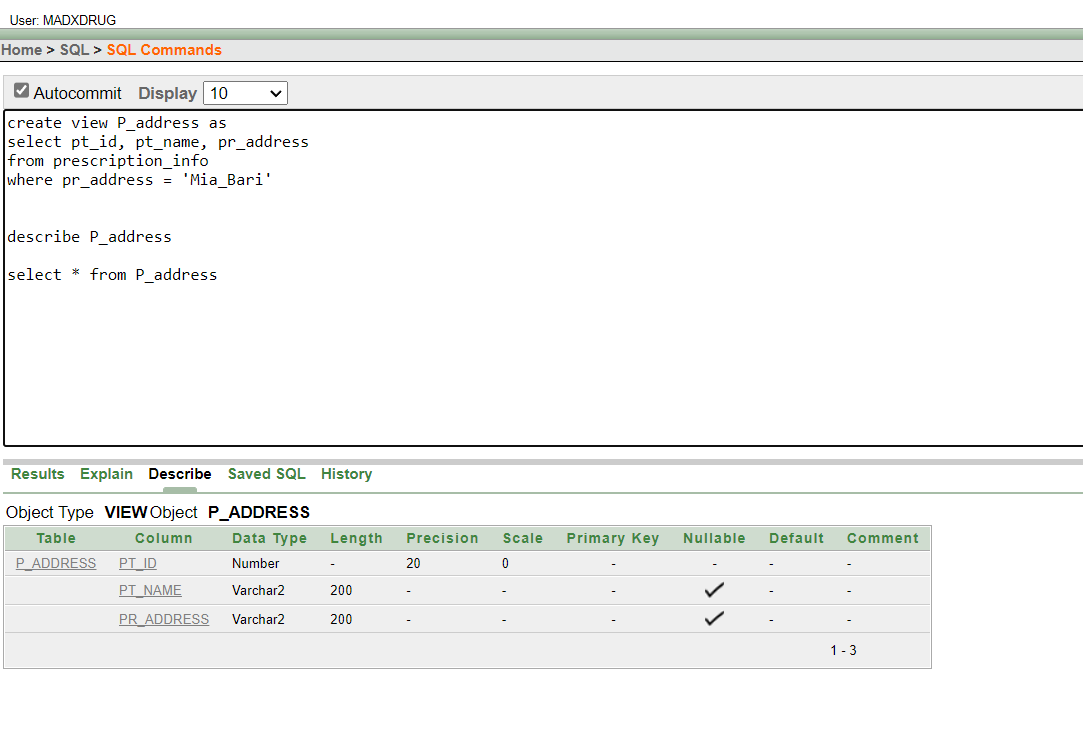 User: MADXDRUG
Home > SQL > SQL Commands
Autocommit Display 10
create view P_address as
select pt_id, pt_name, pr_address
from prescription_info
where pr_address = 'Mia_Bari'
describe P_address
select * from P_address
Results Explain Describe Saved SQL History
Object Type VIEW Object P_ADDRESS
Table Column Data Type Length Precision Scale Primary Key Nullable Default Comment
P_ADDRESS PT_ID Number - 20 0 - - - -
PT_NAME Varchar2 200 - - - - -
PR_ADDRESS Varchar2 200 - - - - -
1 - 3